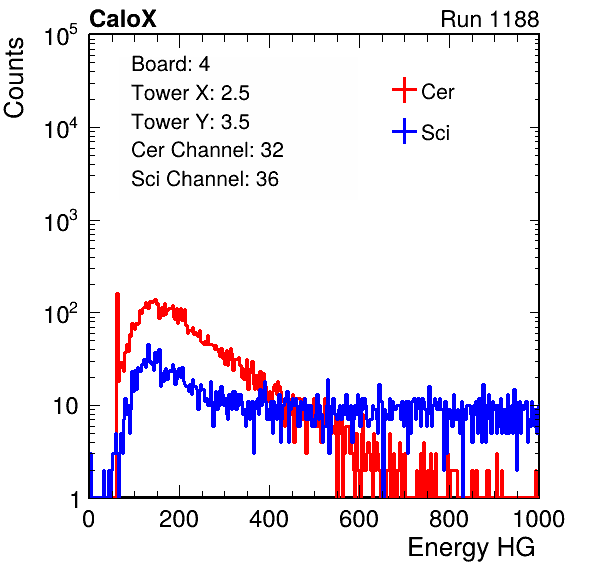 CaloX Run 1188
Counts
10^5
10^4
10^3
10^2
10
1
Board: 4
Tower X: 2.5
Tower Y: 3.5
Cer Channel: 32
Sci Channel: 36
Cer
Sci
0 200 400 600 800 1000
Energy HG